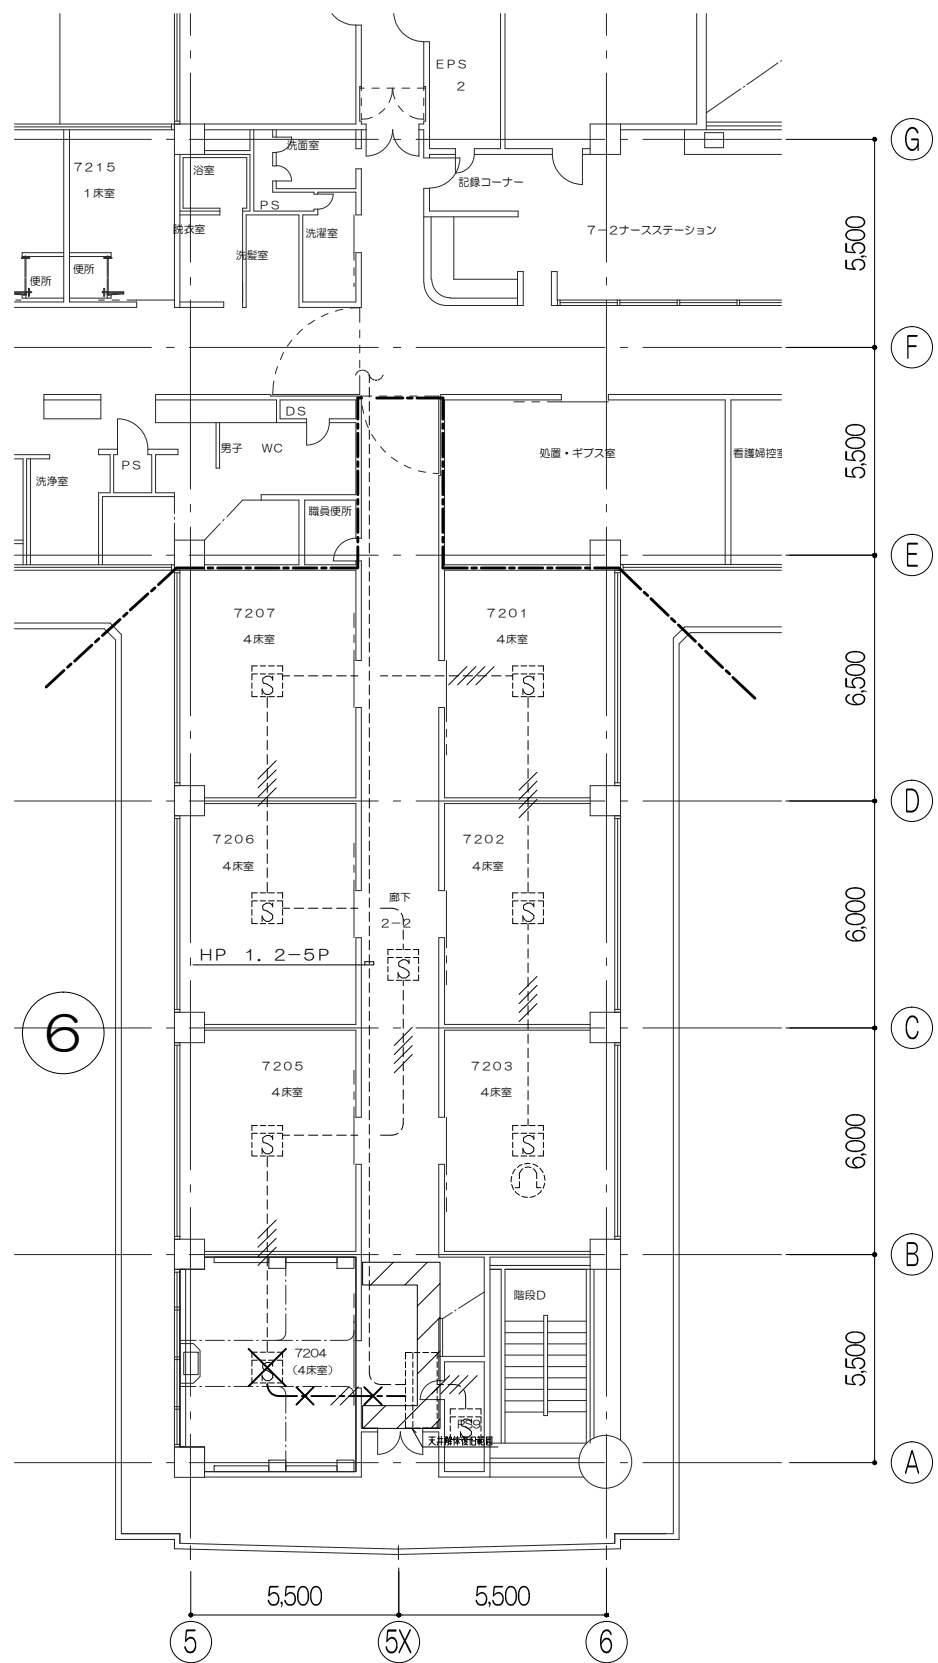 EPS
2
G
7215
1床室
浴室
洗面室
記録コーナー
PS
脱衣室
洗髪室
洗濯室
7−2ナースステーション
便所
便所
5,500
F
DS
男子 WC
PS
洗浄室
職員便所
処置・ギプス室
看護婦控室
5,500
E
7207
4床室
7201
4床室
S
S
6,500
D
7206
4床室
7202
4床室
廊下
2−2
S
S
HP 1.2−5P
S
6,000
6
C
7205
4床室
7203
4床室
S
S
6,000
B
階段D
7204
(4床室)
S
5,500
S
天井解体復旧範囲
A
5,500
5,500
5
5X
6